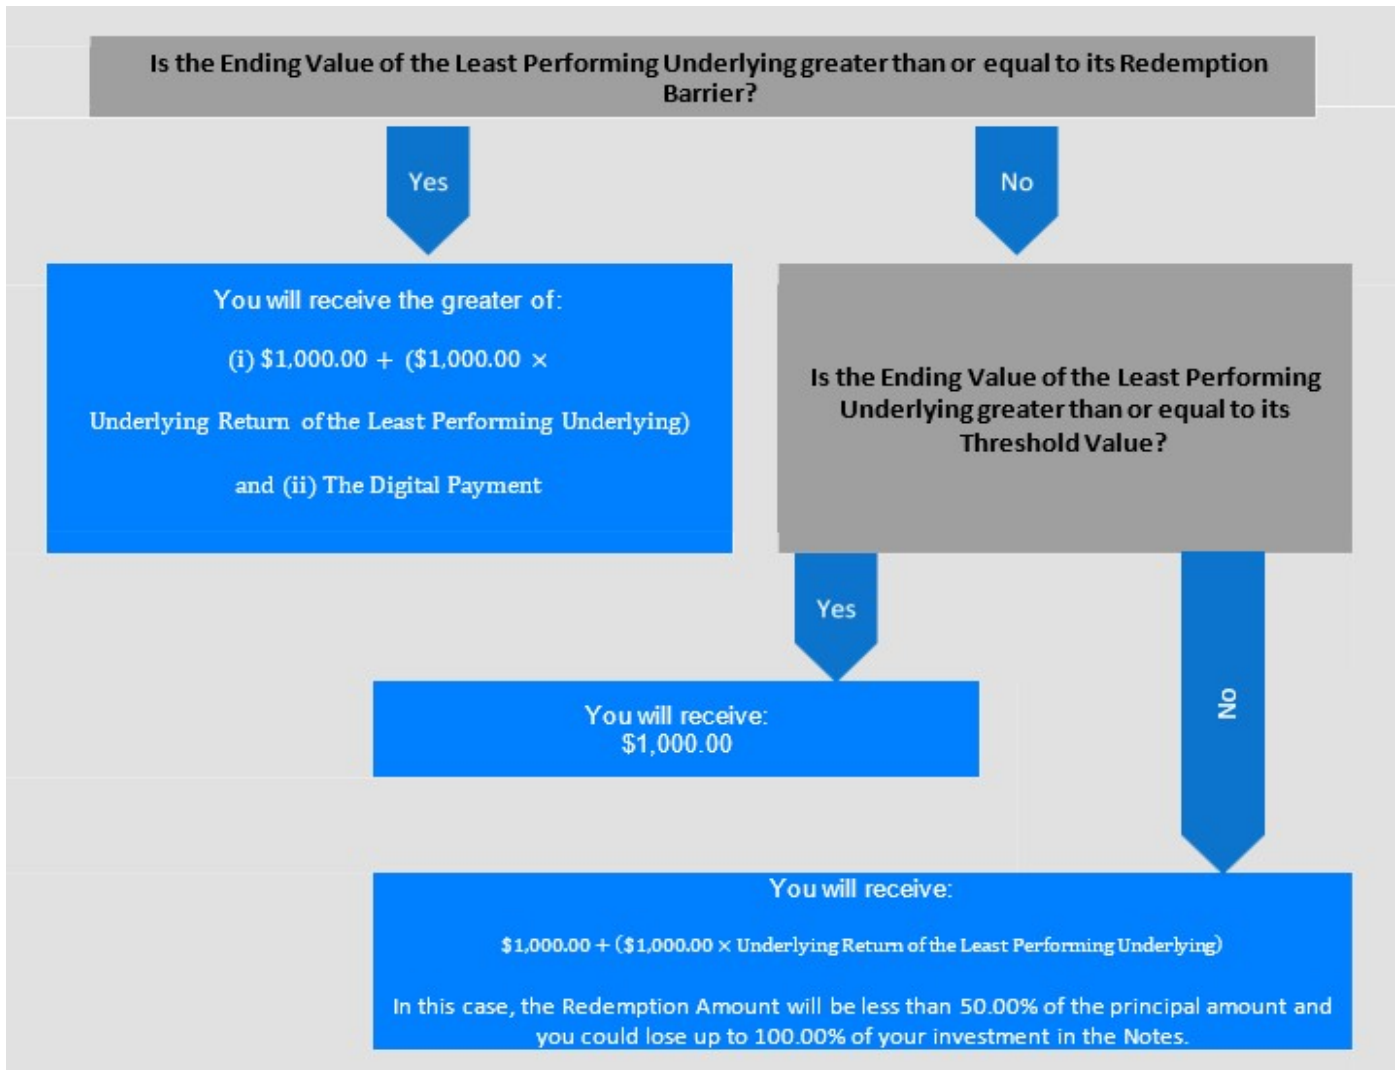 Is the Ending Value of the Least Performing Underlying greater than or equal to its Redemption
Barrier?
Yes
No
You will receive the greater of:
(i) $1,000.00 + ($1,000.00 ×
Underlying Return of the Least Performing Underlying)
and (ii) The Digital Payment
Is the Ending Value of the Least Performing
Underlying greater than or equal to its
Threshold Value?
Yes
No
You will receive:
$1,000.00
You will receive:
$1,000.00 + ($1,000.00 × Underlying Return of the Least Performing Underlying)
In this case, the Redemption Amount will be less than 50.00% of the principal amount and
you could lose up to 100.00% of your investment in the Notes.